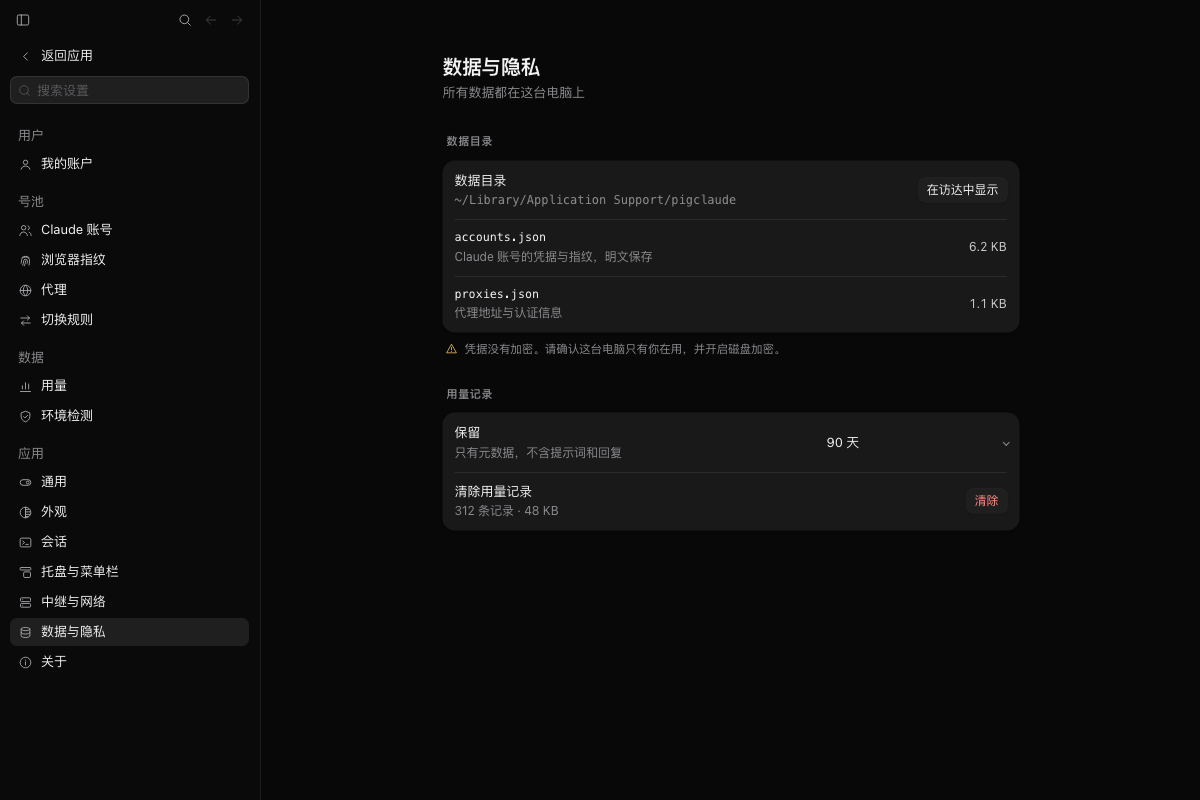 返回应用
搜索设置
用户
我的账户
号池
Claude 账号
浏览器指纹
代理
切换规则
数据
用量
环境检测
应用
通用
外观
会话
托盘与菜单栏
中继与网络
数据与隐私
关于
数据与隐私
所有数据都在这台电脑上
数据目录
数据目录
~/Library/Application Support/pigclaude
在访达中显示
accounts.json
Claude 账号的凭据与指纹，明文保存
6.2 KB
proxies.json
代理地址与认证信息
1.1 KB
凭据没有加密。请确认这台电脑只有你在用，并开启磁盘加密。
用量记录
保留
只有元数据，不含提示词和回复
90 天
清除用量记录
312 条记录 · 48 KB
清除